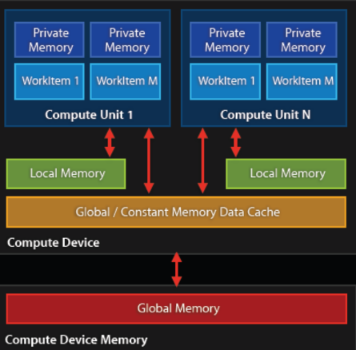 Private Memory
Private Memory
Private Memory
Private Memory
WorkItem 1
WorkItem M
WorkItem 1
WorkItem M
Compute Unit 1
Compute Unit N
Local Memory
Local Memory
Global / Constant Memory Data Cache
Compute Device
Global Memory
Compute Device Memory